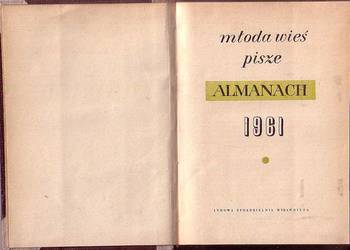 młoda wieś
pisze
ALMANACH
1961
LUDOWA SPÓŁDZIELNIA WYDAWNICZA